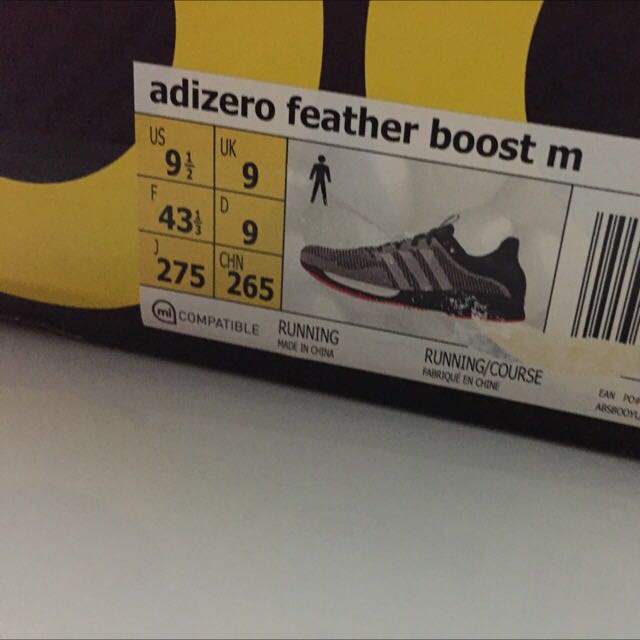 adizero feather boost m
US 9½ UK 9
F 43⅓ D 9
J 275 CHN 265
mi COMPATIBLE
RUNNING
MADE IN CHINA
RUNNING/COURSE
FABRIQUÉ EN CHINE
EAN PO#